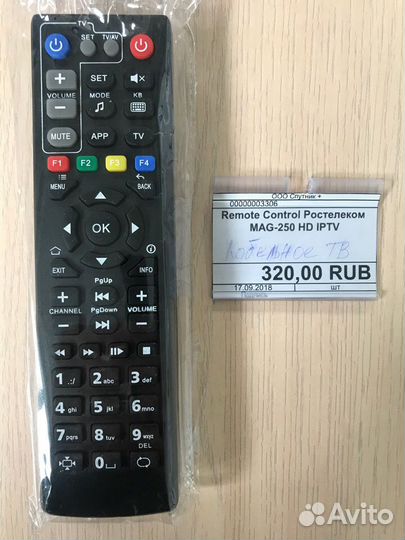 TV
SET TV/AV
SET
VOLUME MODE KB
MUTE APP TV
F1 F2 F3 F4
MENU BACK
OK
EXIT INFO
PgUp
CHANNEL PgDown VOLUME
1 .:/ 2 abc 3 def
4 ghi 5 jkl 6 mno
7 pqrs 8 tuv 9 wxyz
DEL
0
ООО Спутник +
00000003306
Remote Control Ростелеком
MAG-250 HD IPTV
Кабельное ТВ
320,00 RUB
17.09.2018 шт
Avito